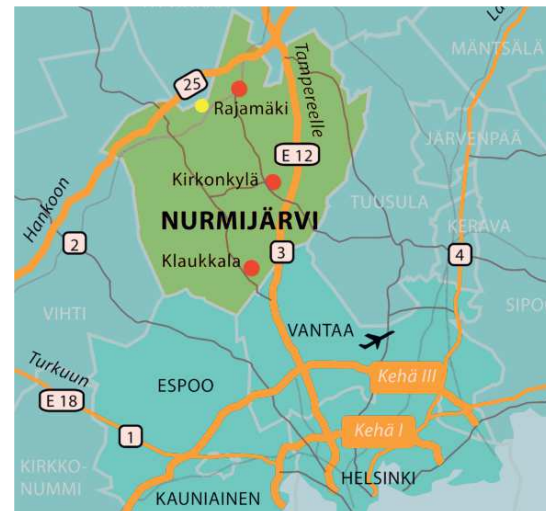 La
MÄNTSÄLÄ
25
Tampereelle
Rajamäki
JÄRVENPÄÄ
E 12
Kirkonkylä
TUUSULA
Hankoon
NURMIJÄRVI
KERAVA
2
3
4
Klaukkala
SIPO
VIHTI
VANTAA
Turkuun
ESPOO
Kehä III
E 18
1
Kehä I
KIRKKO-
NUMMI
HELSINKI
KAUNIAINEN